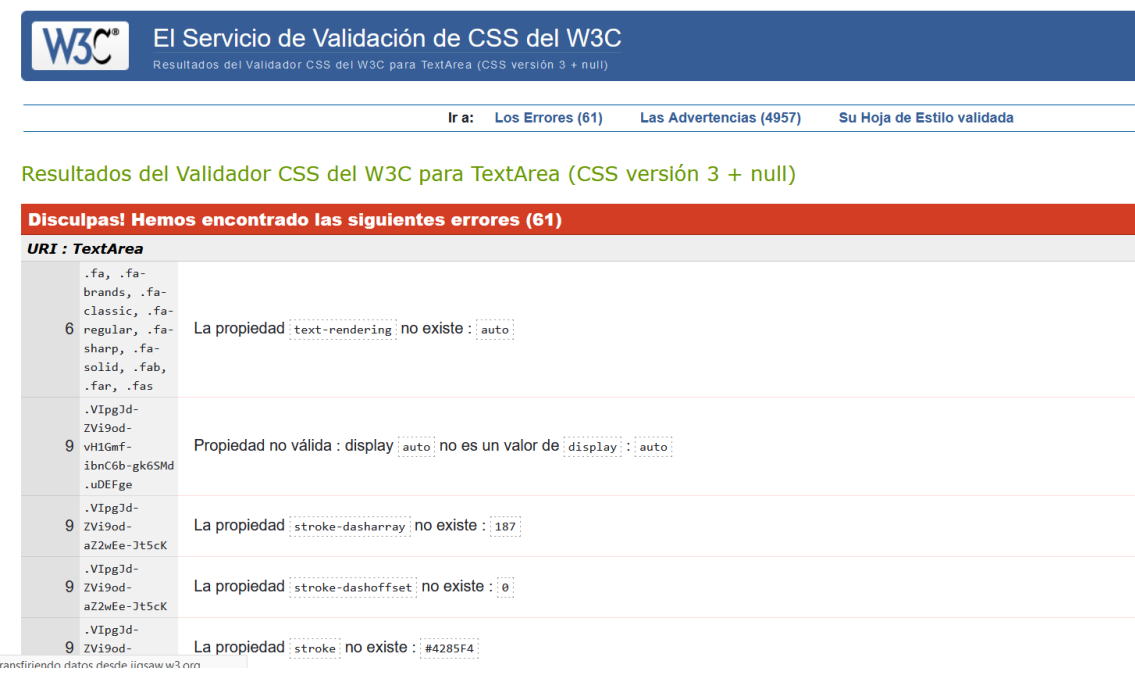 W3C®
El Servicio de Validación de CSS del W3C
Resultados del Validador CSS del W3C para TextArea (CSS versión 3 + null)
Ir a: Los Errores (61) Las Advertencias (4957) Su Hoja de Estilo validada
Resultados del Validador CSS del W3C para TextArea (CSS versión 3 + null)
Disculpas! Hemos encontrado las siguientes errores (61)
URI : TextArea
.fa, .fa-
brands, .fa-
classic, .fa-
6 regular, .fa- La propiedad text-rendering no existe : auto
sharp, .fa-
solid, .fab,
.far, .fas
.VIpgJd-
ZVi9od-
9 vH1Gmf- Propiedad no válida : display auto no es un valor de display : auto
ibnC6b-gk6SMd
.uDEFge
.VIpgJd-
9 ZVi9od- La propiedad stroke-dasharray no existe : 187
aZ2wEe-Jt5cK
.VIpgJd-
9 ZVi9od- La propiedad stroke-dashoffset no existe : 0
aZ2wEe-Jt5cK
.VIpgJd-
9 ZVi9od- La propiedad stroke no existe : #4285F4
ransfiriendo datos desde jigsaw.w3.org